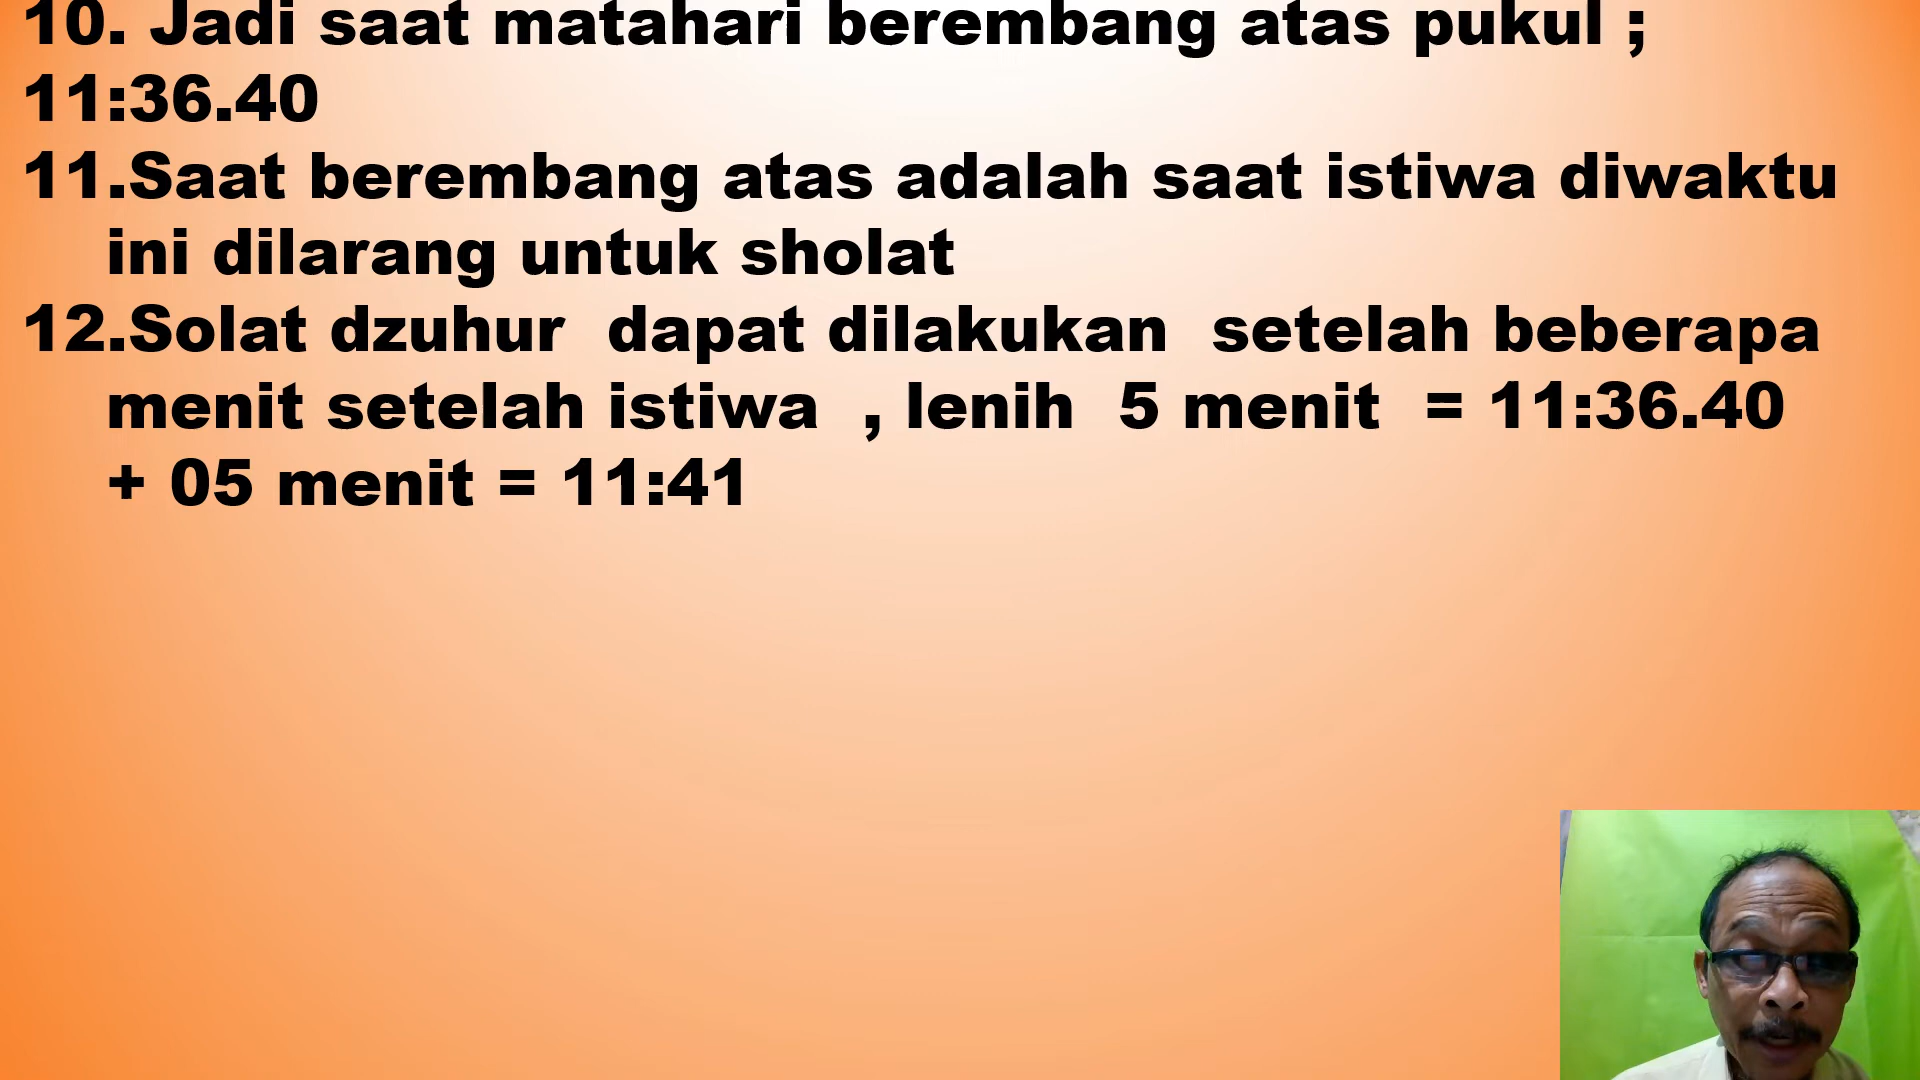 10. Jadi saat matahari berembang atas pukul ;
11:36.40
11.Saat berembang atas adalah saat istiwa diwaktu
ini dilarang untuk sholat
12.Solat dzuhur  dapat dilakukan  setelah beberapa
menit setelah istiwa  , lenih  5 menit  = 11:36.40
+ 05 menit = 11:41